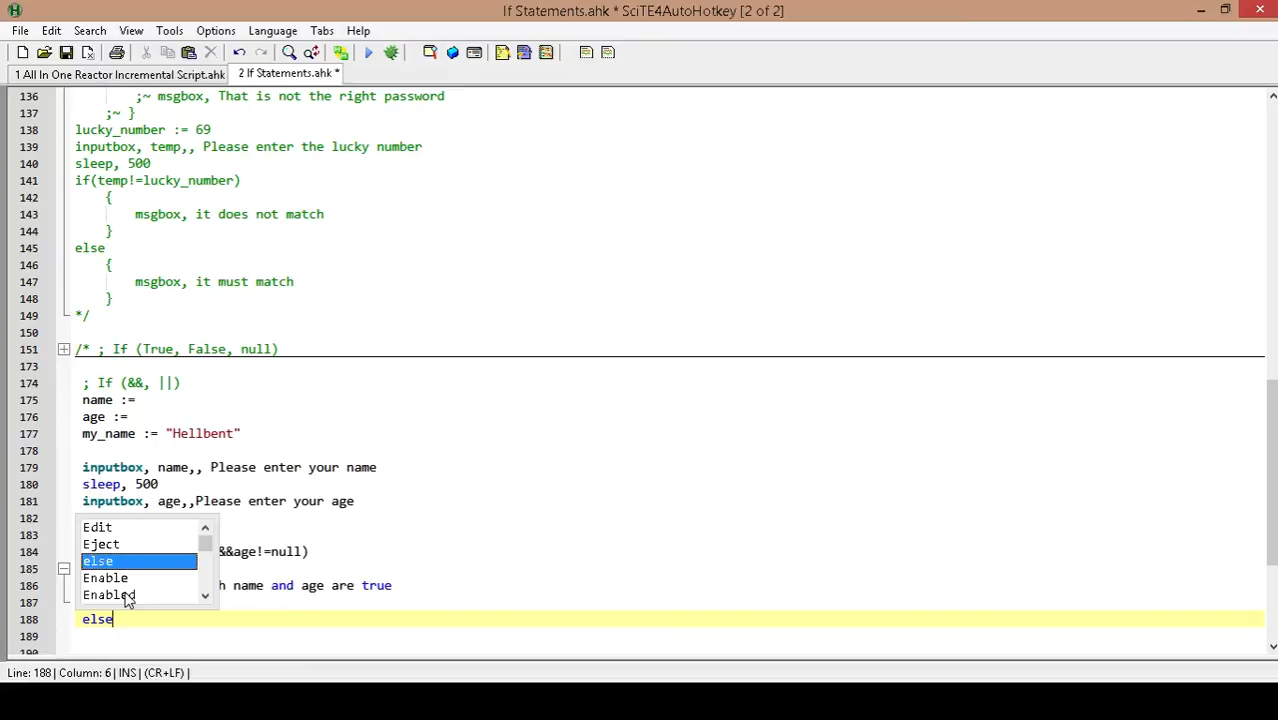 If Statements.ahk * SciTE4AutoHotkey [2 of 2]
File Edit Search View Tools Options Language Tabs Help
1 All In One Reactor Incremental Script.ahk 2 If Statements.ahk *
136 ;~ msgbox, That is not the right password
137 ;~ }
138 lucky_number := 69
139 inputbox, temp,, Please enter the lucky number
140 sleep, 500
141 if(temp!=lucky_number)
142 {
143 msgbox, it does not match
144 }
145 else
146 {
147 msgbox, it must match
148 }
149 */
150
151 /* ; If (True, False, null)
173
174 ; If (&&, ||)
175 name :=
176 age :=
177 my_name := "Hellbent"
178
179 inputbox, name,, Please enter your name
180 sleep, 500
181 inputbox, age,,Please enter your age
182
Edit
183
Eject
184 &&age!=null)
else
185
Enable
186 h name and age are true
Enabled
187
188 else
189
190
Line: 188 | Column: 6 | INS | (CR+LF) |